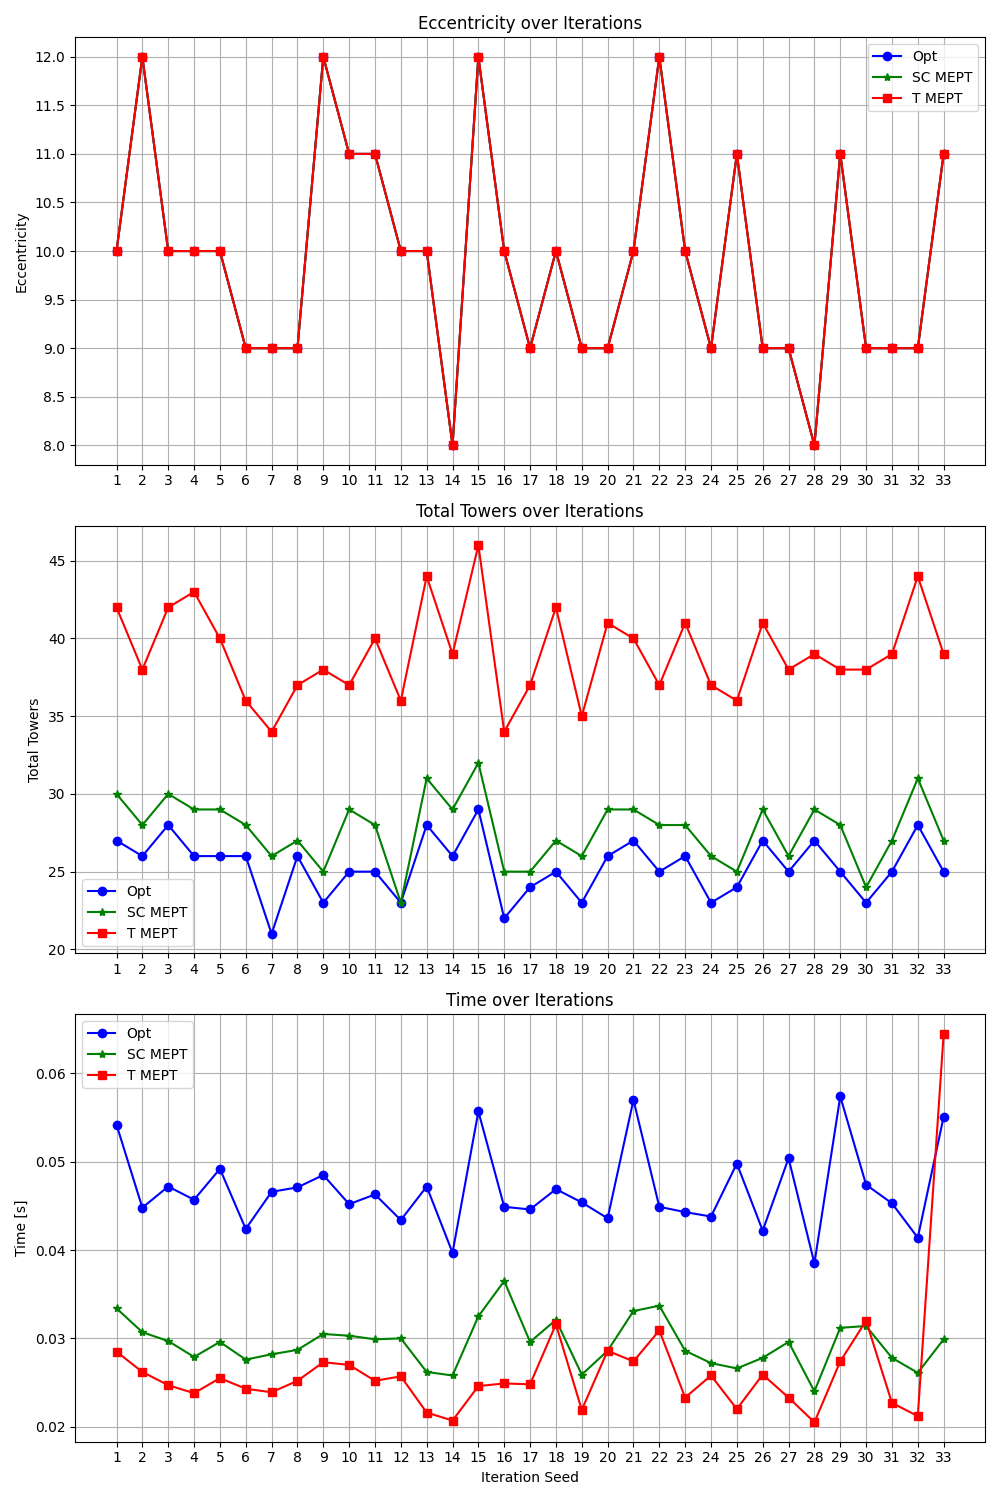 Eccentricity over Iterations
Eccentricity
12.0
11.5
11.0
10.5
10.0
9.5
9.0
8.5
8.0
Opt
SC MEPT
T MEPT
1 2 3 4 5 6 7 8 9 10 11 12 13 14 15 16 17 18 19 20 21 22 23 24 25 26 27 28 29 30 31 32 33
Total Towers over Iterations
Total Towers
45
40
35
30
25
20
Opt
SC MEPT
T MEPT
1 2 3 4 5 6 7 8 9 10 11 12 13 14 15 16 17 18 19 20 21 22 23 24 25 26 27 28 29 30 31 32 33
Time over Iterations
Time [s]
0.06
0.05
0.04
0.03
0.02
Opt
SC MEPT
T MEPT
1 2 3 4 5 6 7 8 9 10 11 12 13 14 15 16 17 18 19 20 21 22 23 24 25 26 27 28 29 30 31 32 33
Iteration Seed